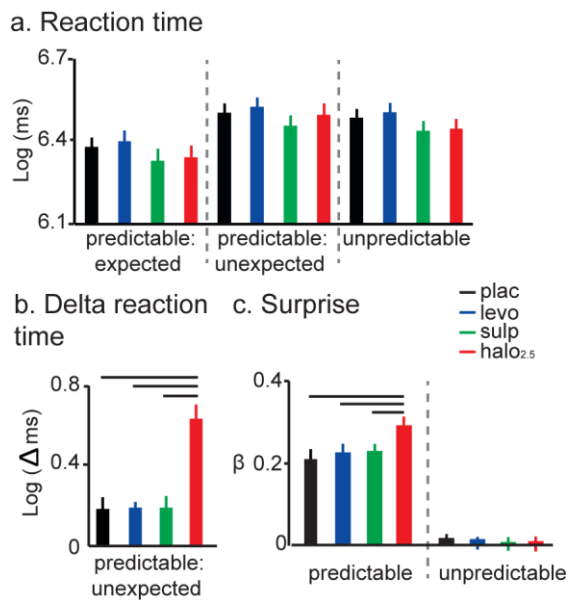 a. Reaction time
6.7
6.4
6.1
Log (ms)
predictable:
expected
predictable:
unexpected
unpredictable
b. Delta reaction
time
0.8
0.4
0
Log (Δms)
predictable:
unexpected
c. Surprise
plac
levo
sulp
halo2.5
0.4
0.2
0
β
predictable
unpredictable